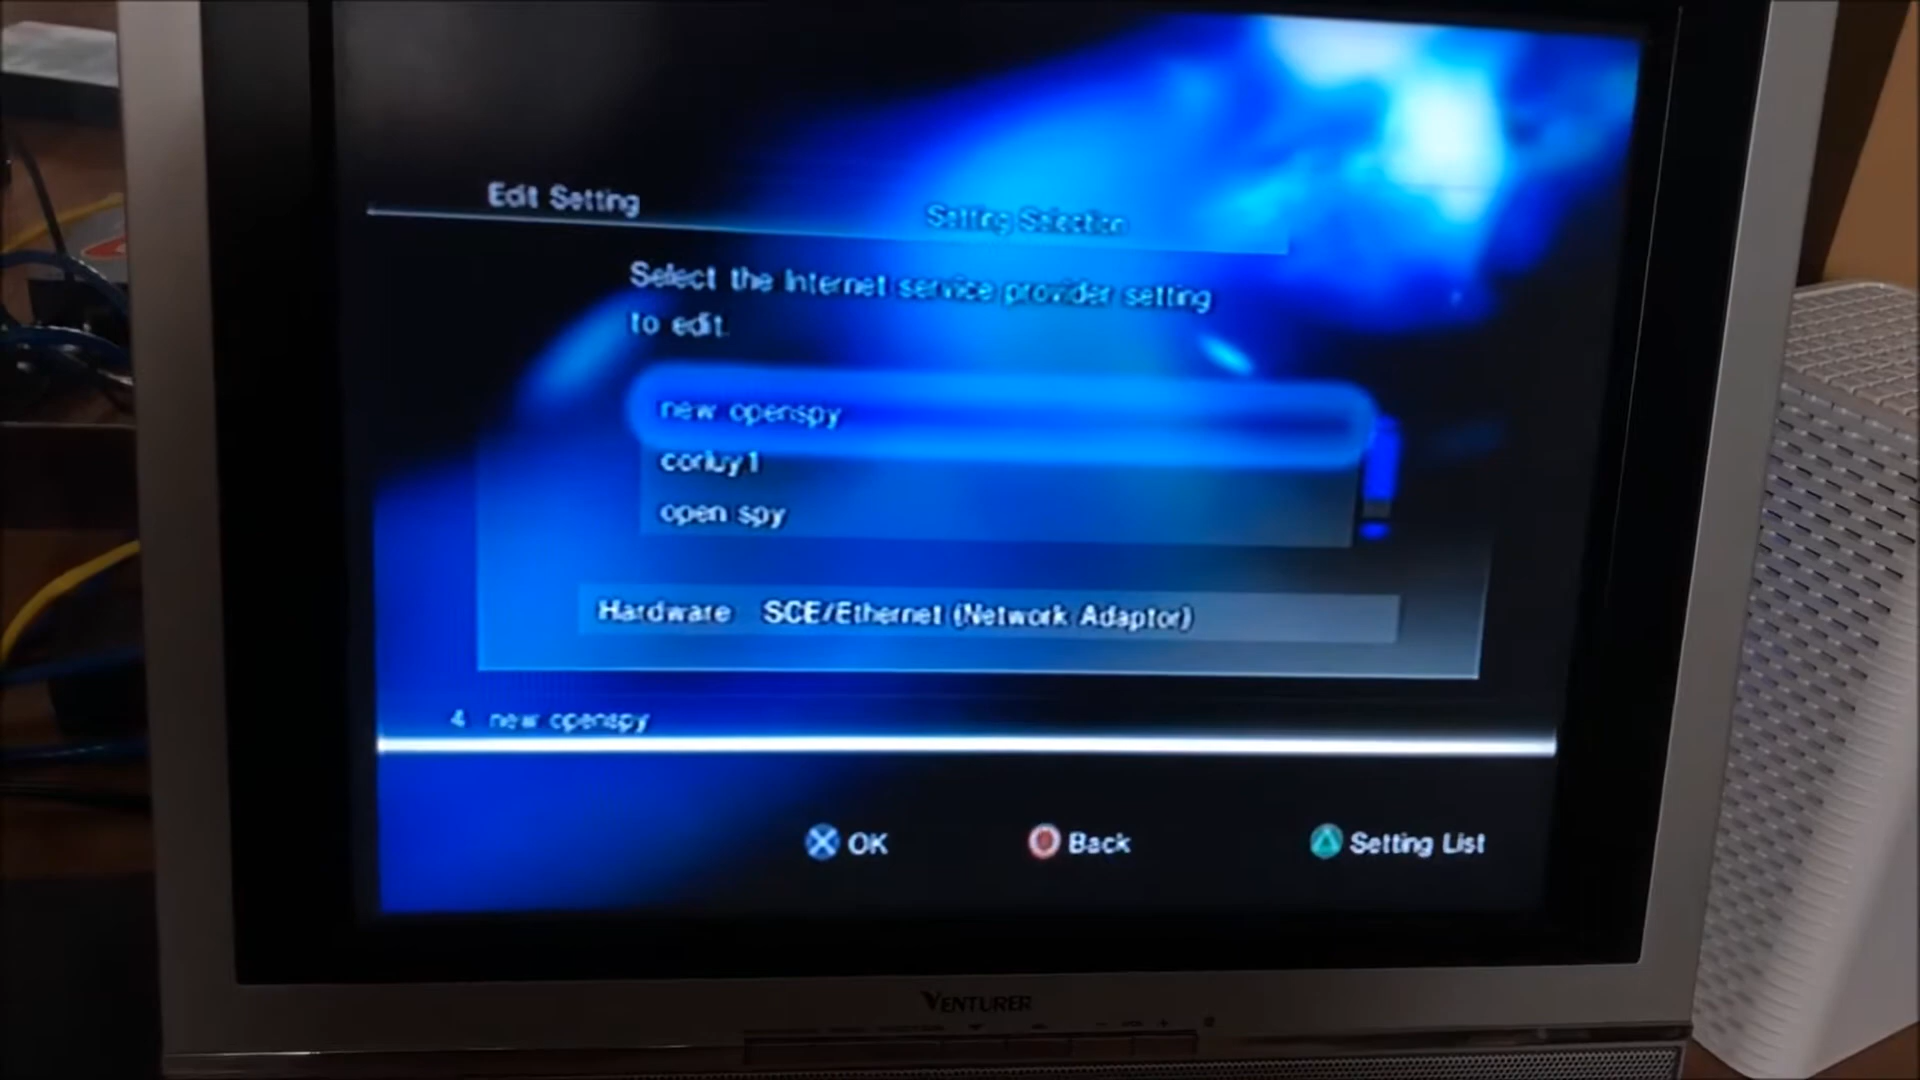 Edit Setting
Setting Selection
Select the Internet service provider setting
to edit.
new openspy
corluy1
open spy
Hardware SCE/Ethernet (Network Adaptor)
4 new openspy
OK
Back
Setting List
VENTURER